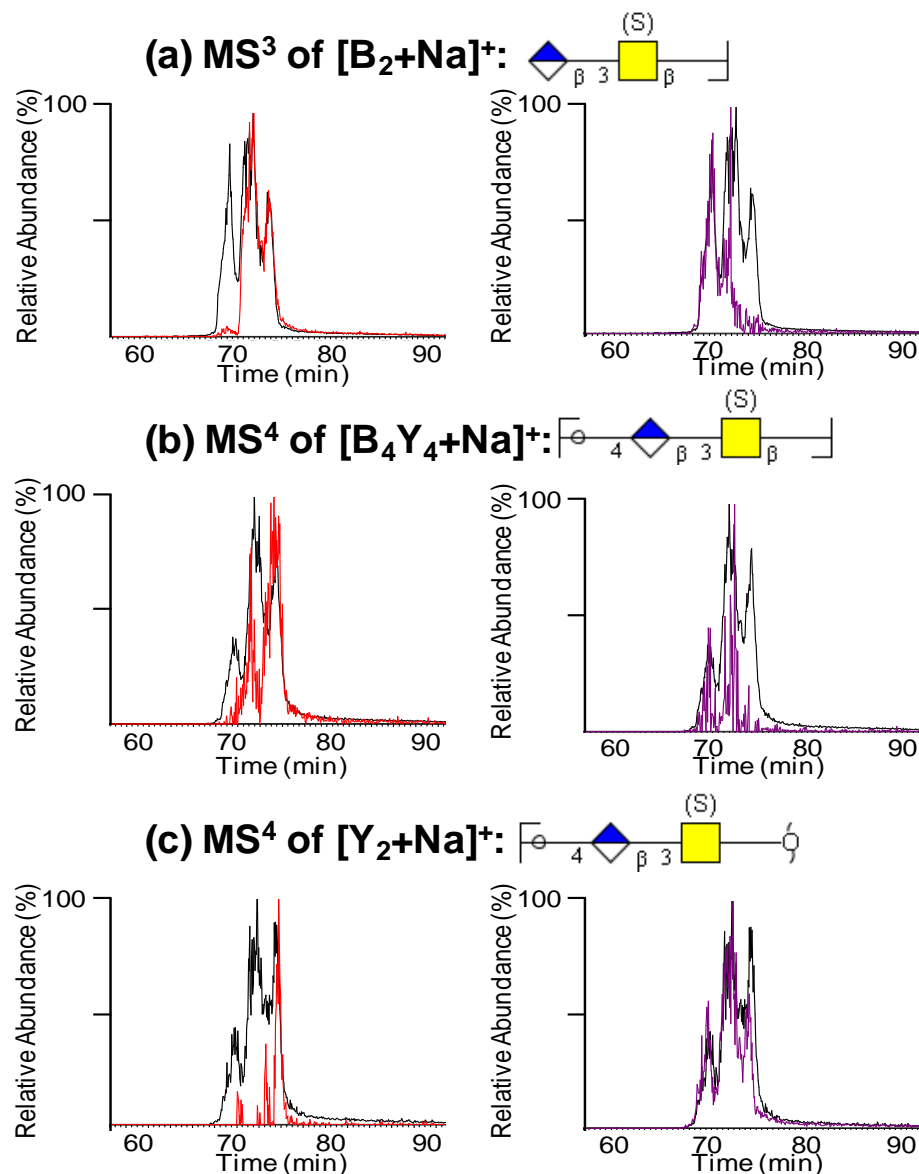 (a) MS³ of [B₂+Na]⁺:
(S)
β 3 β
100
Relative Abundance (%)
60 70 80 90
Time (min)
100
Relative Abundance (%)
60 70 80 90
Time (min)
(b) MS⁴ of [B₄Y₄+Na]⁺:
(S)
4 β 3 β
100
Relative Abundance (%)
60 70 80 90
Time (min)
100
Relative Abundance (%)
60 70 80 90
Time (min)
(c) MS⁴ of [Y₂+Na]⁺:
(S)
4 β 3
100
Relative Abundance (%)
60 70 80 90
Time (min)
100
Relative Abundance (%)
60 70 80 90
Time (min)